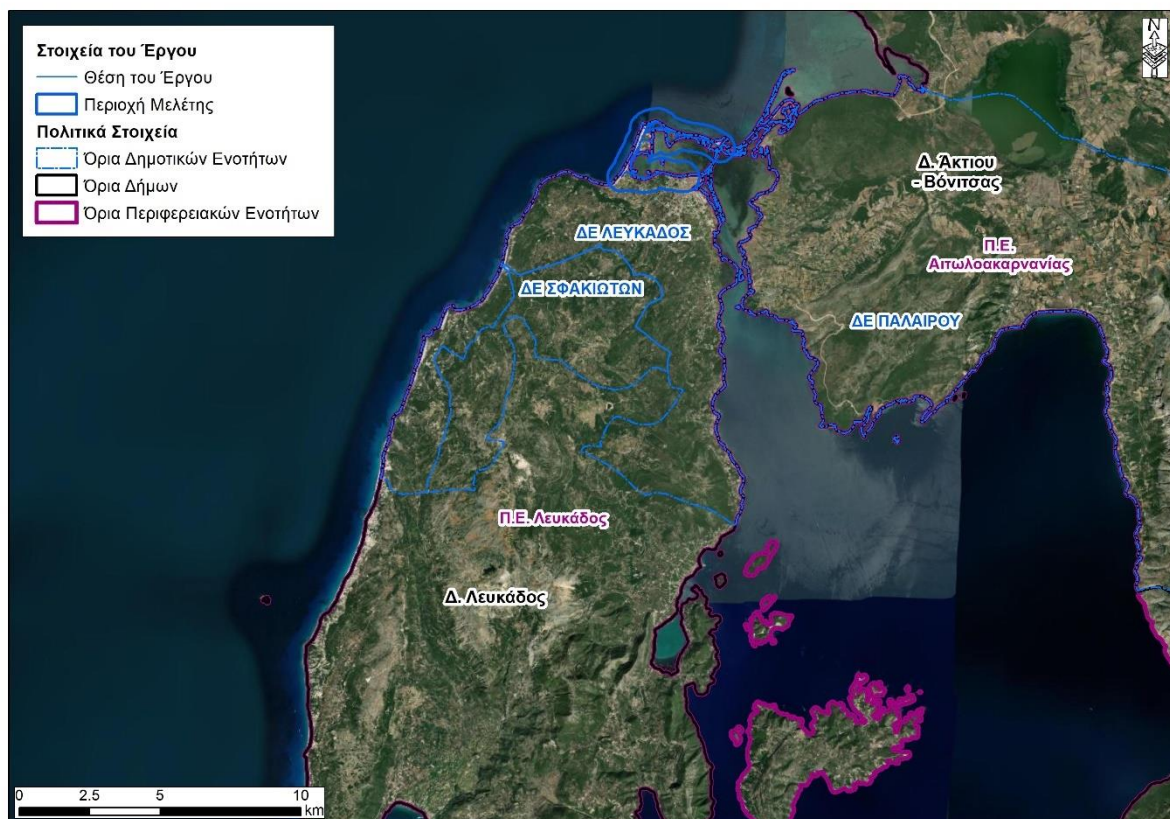 Στοιχεία του Έργου
Θέση του Έργου
Περιοχή Μελέτης
Πολιτικά Στοιχεία
Όρια Δημοτικών Ενοτήτων
Όρια Δήμων
Όρια Περιφερειακών Ενοτήτων
N
Δ. Άκτιου
- Βόνιτσας
ΔΕ ΛΕΥΚΑΔΟΣ
Π.Ε.
Αιτωλοακαρνανίας
ΔΕ ΣΦΑΚΙΩΤΩΝ
ΔΕ ΠΑΛΑΙΡΟΥ
Π.Ε. Λευκάδος
Δ. Λευκάδος
0 2.5 5 10
km